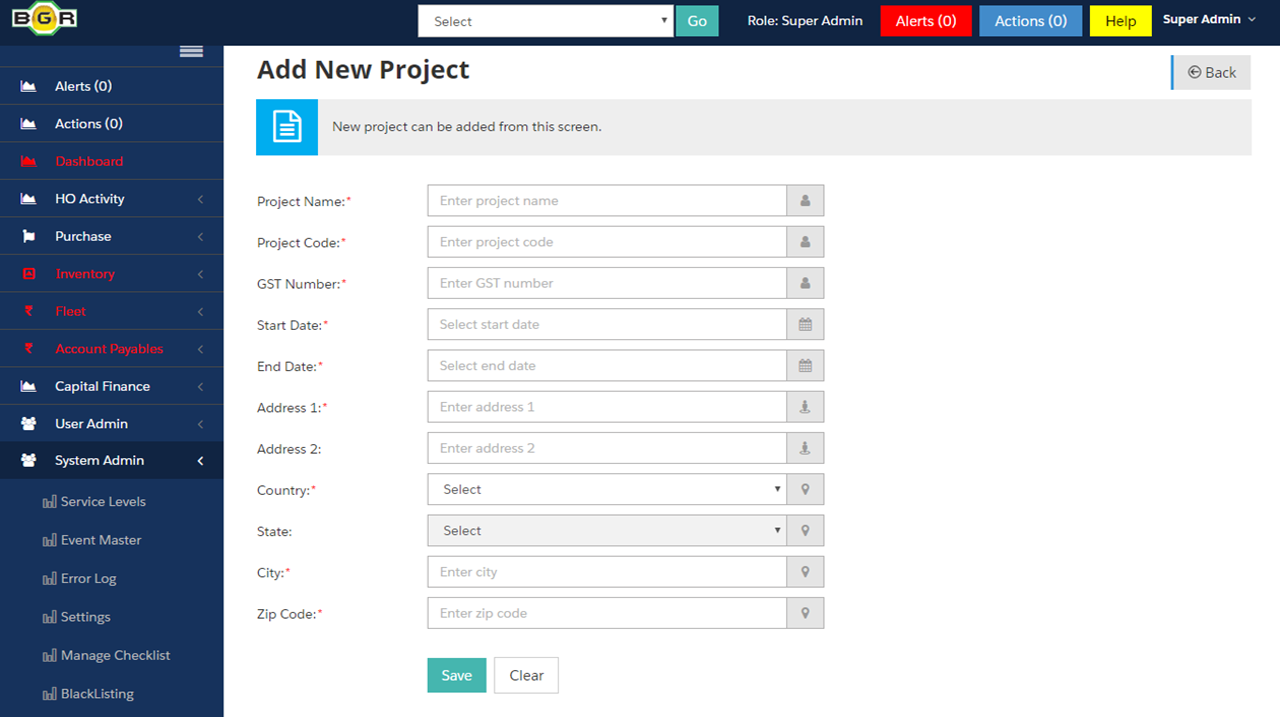 BGR
Select
Go
Role: Super Admin
Alerts (0)
Actions (0)
Help
Super Admin
Alerts (0)
Actions (0)
Dashboard
HO Activity
Purchase
Inventory
Fleet
Account Payables
Capital Finance
User Admin
System Admin
Service Levels
Event Master
Error Log
Settings
Manage Checklist
BlackListing
Add New Project
Back
New project can be added from this screen.
Project Name:* Enter project name
Project Code:* Enter project code
GST Number:* Enter GST number
Start Date:* Select start date
End Date:* Select end date
Address 1:* Enter address 1
Address 2: Enter address 2
Country:* Select
State: Select
City:* Enter city
Zip Code:* Enter zip code
Save
Clear